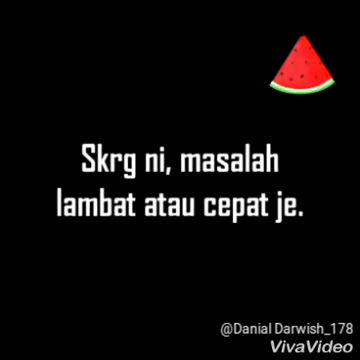 Skrg ni, masalah
lambat atau cepat je.
@Danial Darwish_178
VivaVideo